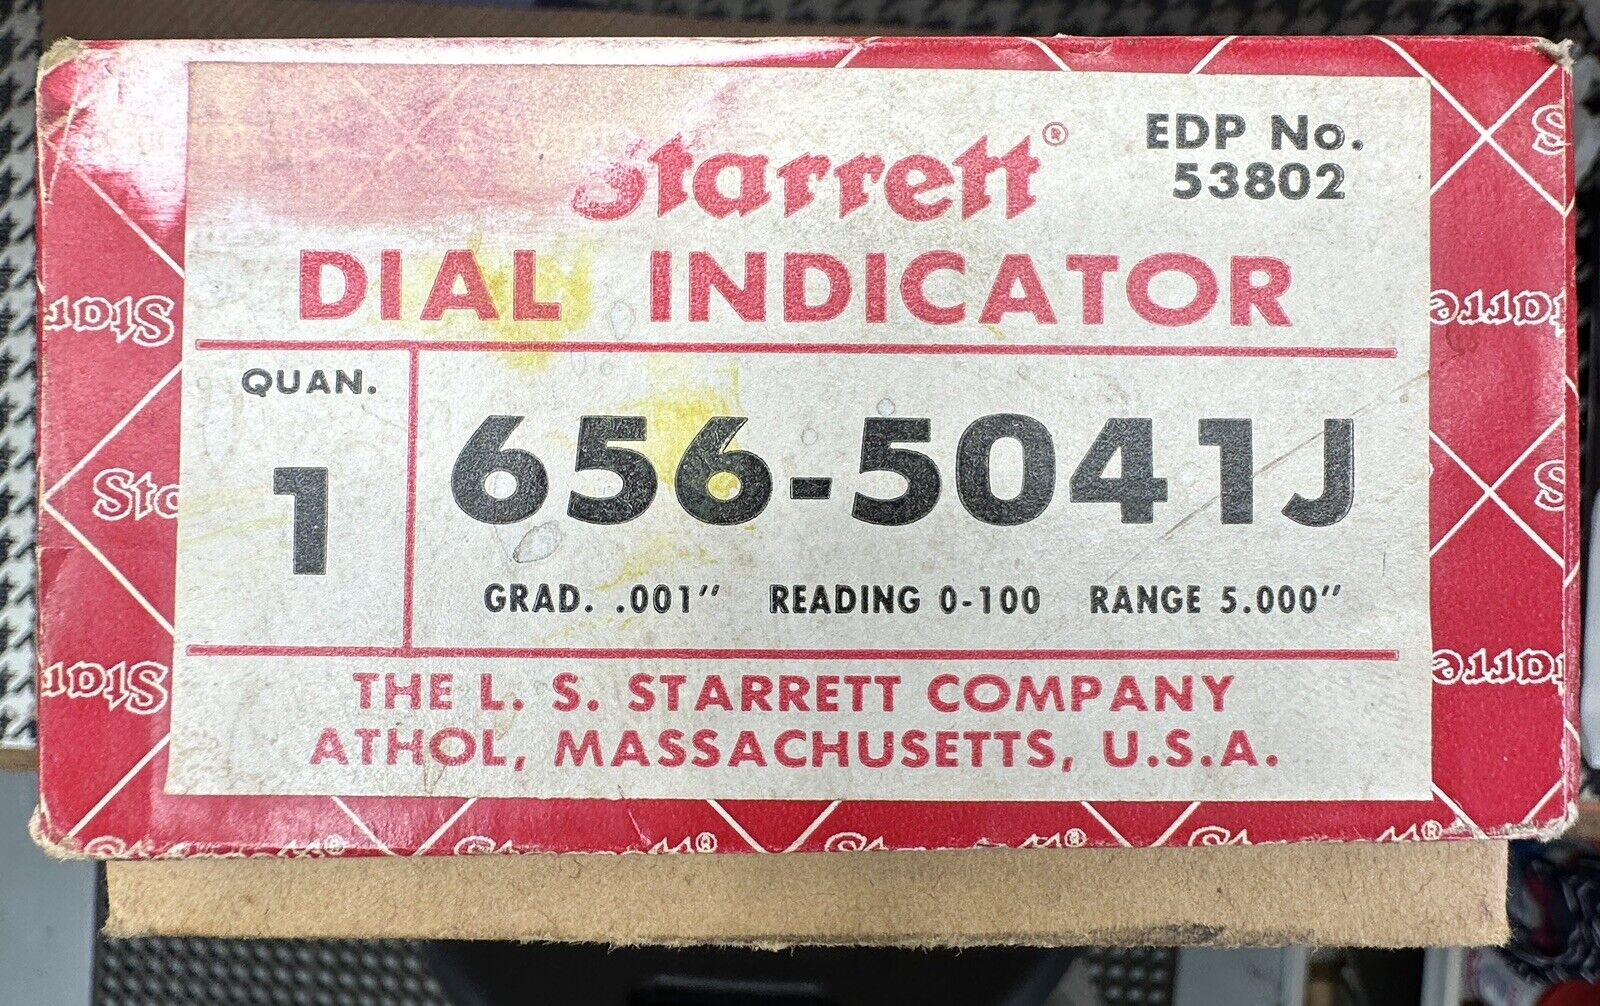 Starrett®
EDP No.
53802
DIAL INDICATOR
QUAN.
1
656-5041J
GRAD. .001" READING 0-100 RANGE 5.000"
THE L. S. STARRETT COMPANY
ATHOL, MASSACHUSETTS, U.S.A.